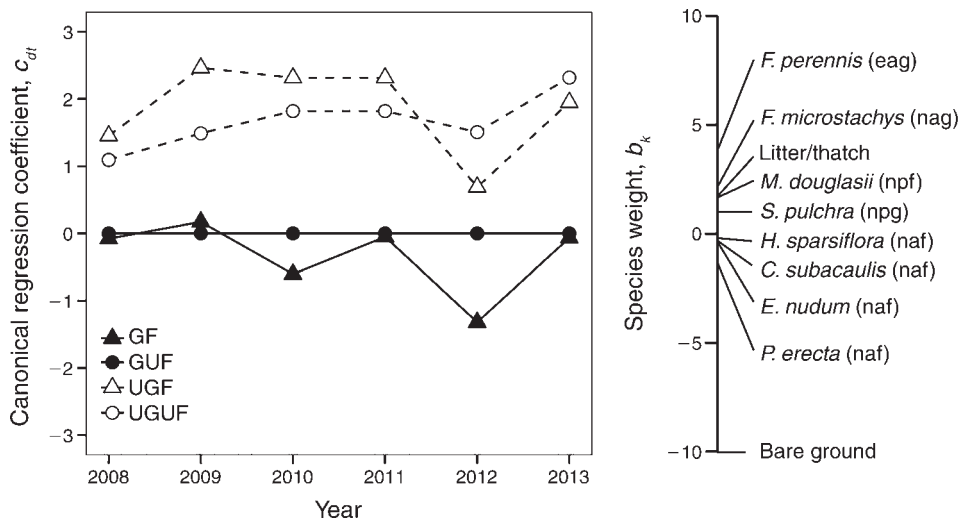 Canonical regression coefficient, c_dt
3
2
1
0
−1
−2
−3
GF
GUF
UGF
UGUF
2008 2009 2010 2011 2012 2013
Year
Species weight, b_k
10
5
0
−5
−10
F. perennis (eag)
F. microstachys (nag)
Litter/thatch
M. douglasii (npf)
S. pulchra (npg)
H. sparsiflora (naf)
C. subacaulis (naf)
E. nudum (naf)
P. erecta (naf)
Bare ground